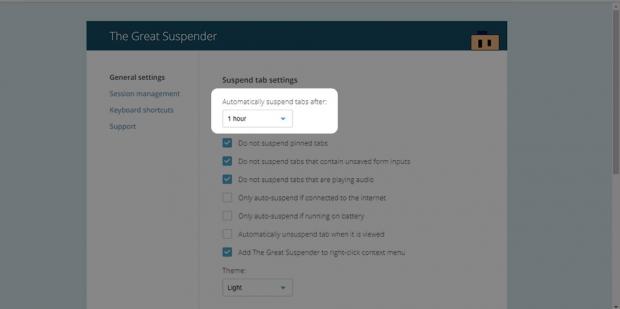 The Great Suspender
General settings
Session management
Keyboard shortcuts
Support
Suspend tab settings
Automatically suspend tabs after:
1 hour
Do not suspend pinned tabs
Do not suspend tabs that contain unsaved form inputs
Do not suspend tabs that are playing audio
Only auto-suspend if connected to the internet
Only auto-suspend if running on battery
Automatically unsuspend tab when it is viewed
Add The Great Suspender to right-click context menu
Theme:
Light